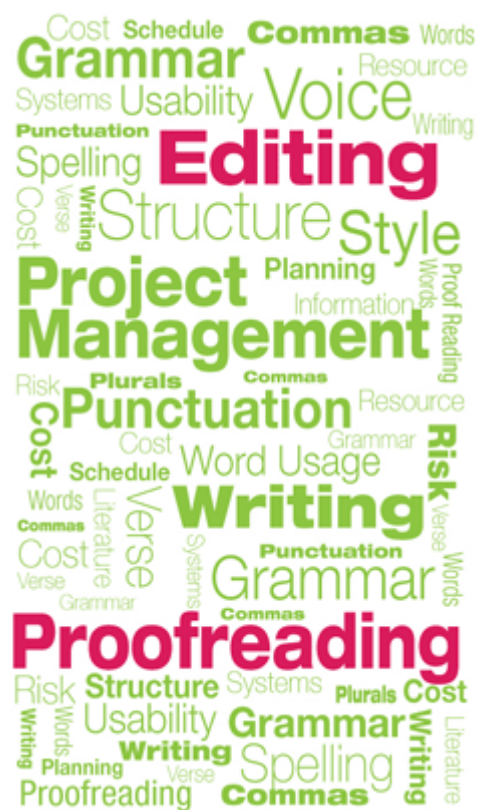 Cost Schedule Commas Words
Grammar Resource
Systems Usability Voice Writing
Punctuation
Spelling Editing
Cost Verse Writing Structure Style
Project Planning Words Proof Reading
Information
Management
Risk Plurals Commas
Cost Punctuation Resource
Cost Grammar Risk
Schedule Word Usage
Words Literature Verse Writing Verse
Commas
Cost Systems Punctuation Words
Verse Grammar
Grammar Commas
Proofreading
Risk Structure Systems Plurals Cost
Writing Words Usability Grammar Writing Literature
Writing
Planning Verse Spelling
Proofreading Commas